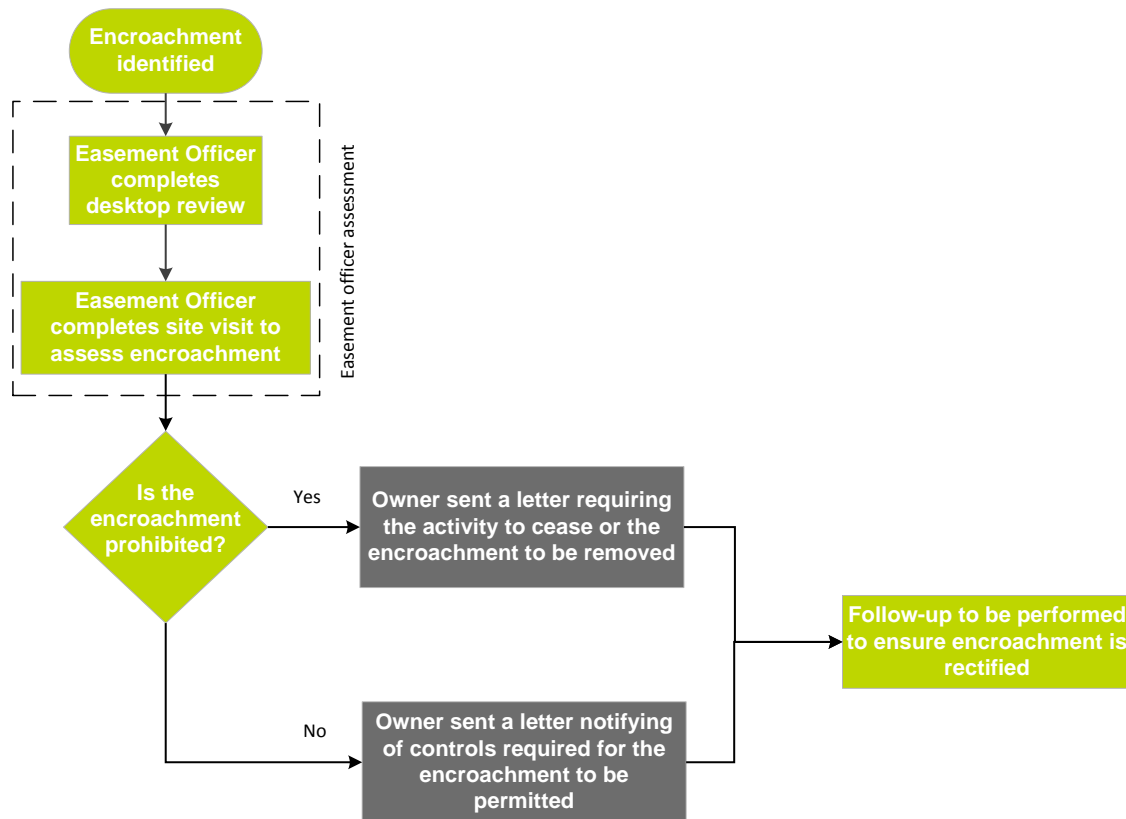 Encroachment
identified
Easement Officer
completes
desktop review
Easement officer assessment
Easement Officer
completes site visit to
assess encroachment
Is the
encroachment
prohibited?
Yes
Owner sent a letter requiring
the activity to cease or the
encroachment to be removed
Follow-up to be performed
to ensure encroachment is
rectified
No
Owner sent a letter notifying
of controls required for the
encroachment to be
permitted